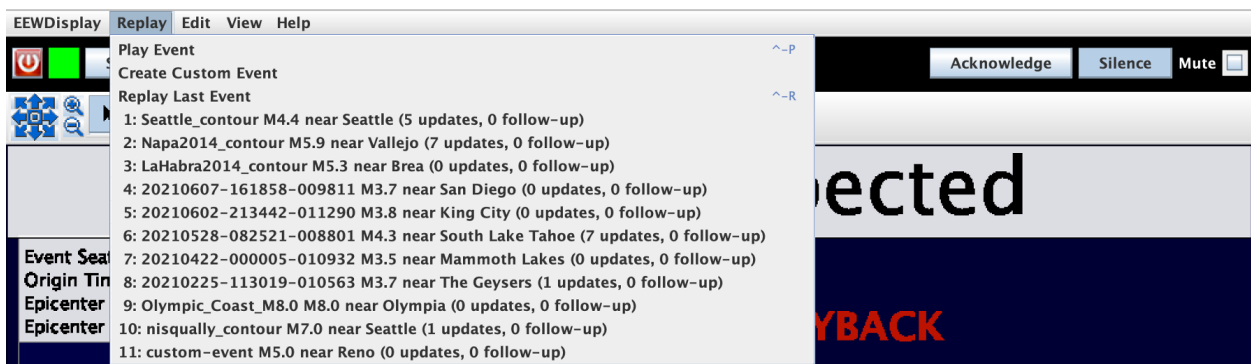 EEWDisplay Replay Edit View Help
Play Event ^-P
Create Custom Event
Replay Last Event ^-R
1: Seattle_contour M4.4 near Seattle (5 updates, 0 follow-up)
2: Napa2014_contour M5.9 near Vallejo (7 updates, 0 follow-up)
3: LaHabra2014_contour M5.3 near Brea (0 updates, 0 follow-up)
4: 20210607-161858-009811 M3.7 near San Diego (0 updates, 0 follow-up)
5: 20210602-213442-011290 M3.8 near King City (0 updates, 0 follow-up)
6: 20210528-082521-008801 M4.3 near South Lake Tahoe (7 updates, 0 follow-up)
7: 20210422-000005-010932 M3.5 near Mammoth Lakes (0 updates, 0 follow-up)
8: 20210225-113019-010563 M3.7 near The Geysers (1 updates, 0 follow-up)
9: Olympic_Coast_M8.0 M8.0 near Olympia (0 updates, 0 follow-up)
10: nisqually_contour M7.0 near Seattle (1 updates, 0 follow-up)
11: custom-event M5.0 near Reno (0 updates, 0 follow-up)
Acknowledge Silence Mute
ected
Event Sea
Origin Tin
Epicenter
Epicenter
YBACK